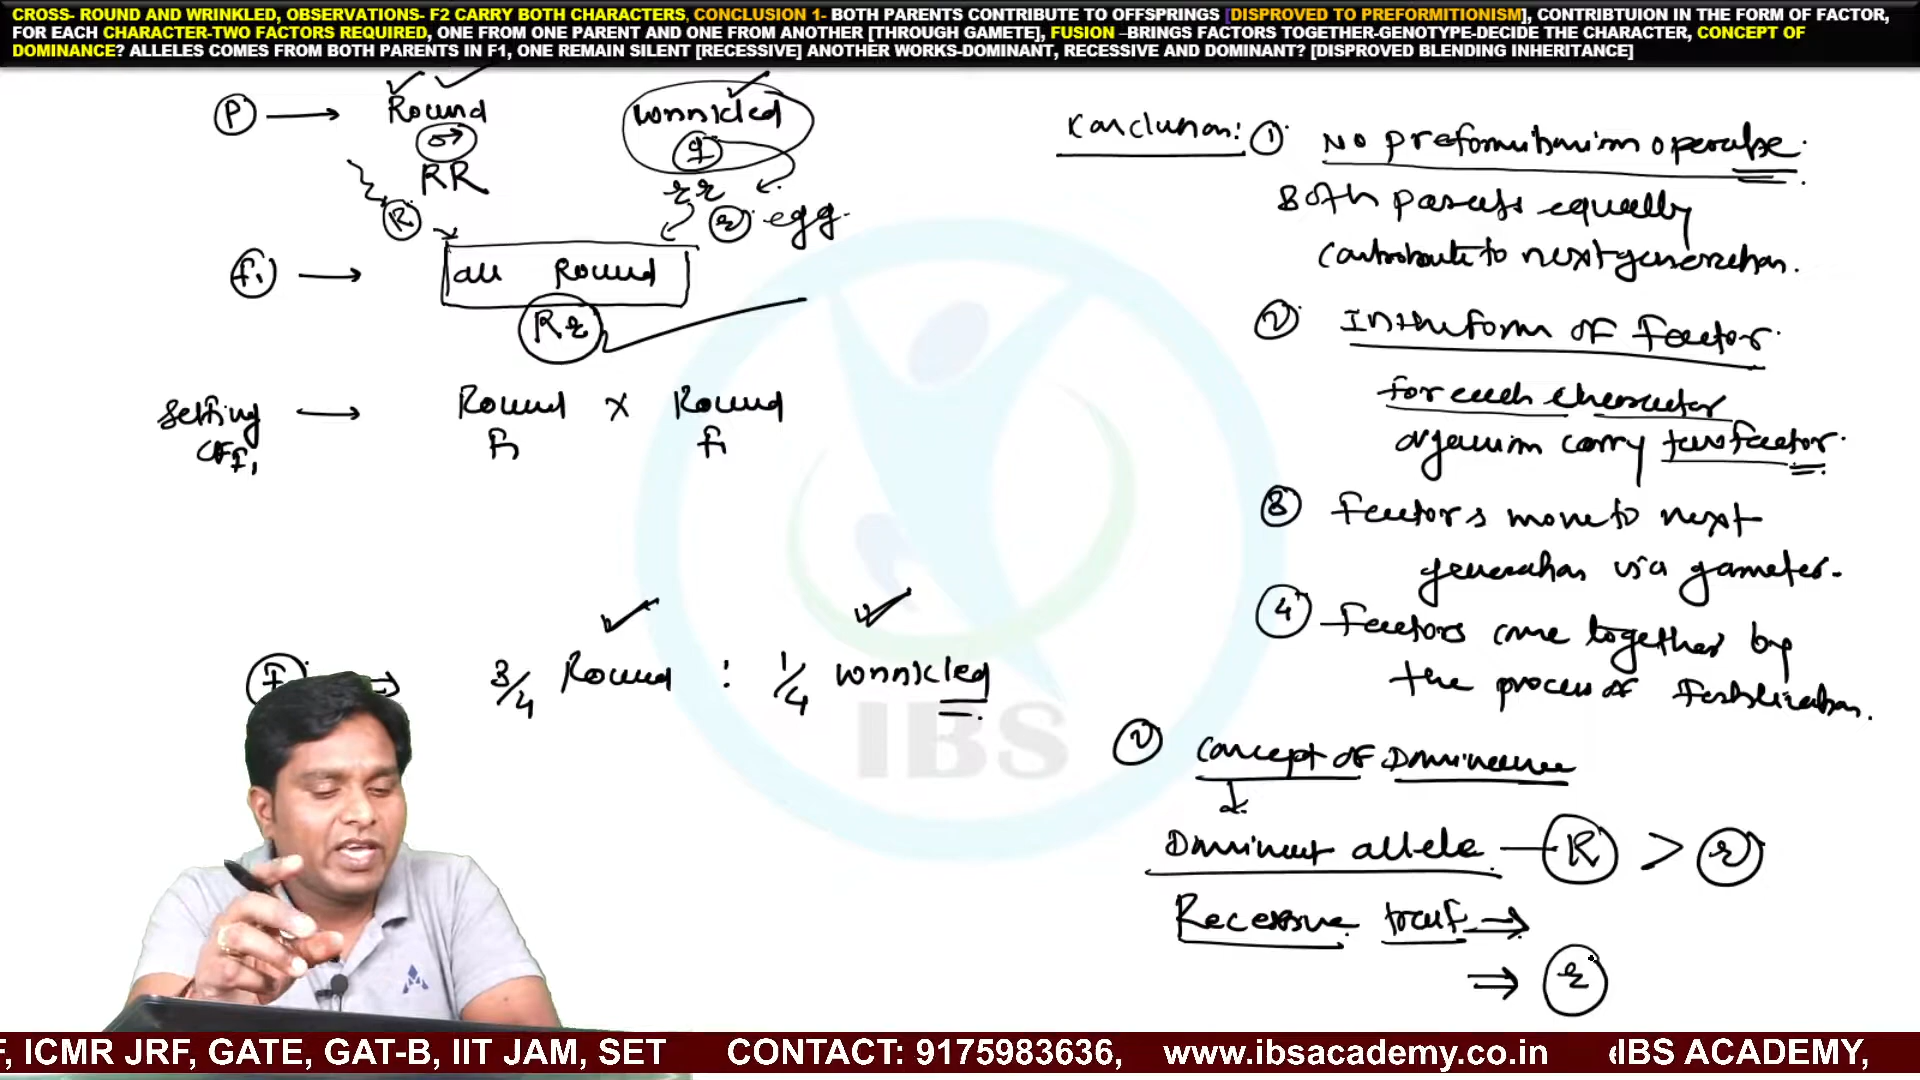 CROSS- ROUND AND WRINKLED, OBSERVATIONS- F2 CARRY BOTH CHARACTERS, CONCLUSION 1- BOTH PARENTS CONTRIBUTE TO OFFSPRINGS [DISPROVED TO PREFORMITIONISM], CONTRIBTUION IN THE FORM OF FACTOR,
FOR EACH CHARACTER-TWO FACTORS REQUIRED, ONE FROM ONE PARENT AND ONE FROM ANOTHER [THROUGH GAMETE], FUSION –BRINGS FACTORS TOGETHER-GENOTYPE-DECIDE THE CHARACTER, CONCEPT OF
DOMINANCE? ALLELES COMES FROM BOTH PARENTS IN F1, ONE REMAIN SILENT [RECESSIVE] ANOTHER WORKS-DOMINANT, RECESSIVE AND DOMINANT? [DISPROVED BLENDING INHERITANCE]
P → Round wrinkled
♂ ♀
RR rr
R r egg.
F1 → all Round
Rr
→ Round x Round
F1 F1
3/4 Round : 1/4 wrinkled
Conclusion: 1 No preformitionism operate.
Both parents equally
contribute to next generation.
2 In the form of factor.
for each character
organism carry two factor.
3 Factors move to next
generation via gametes.
4 Factors come together by
the process of fertilization.
2 Concept of Dominance
Dominant allele — R > r
Recessive trait ⇒
⇒ r
IBS
F, ICMR JRF, GATE, GAT-B, IIT JAM, SET CONTACT: 9175983636, www.ibsacademy.co.in IBS ACADEMY,